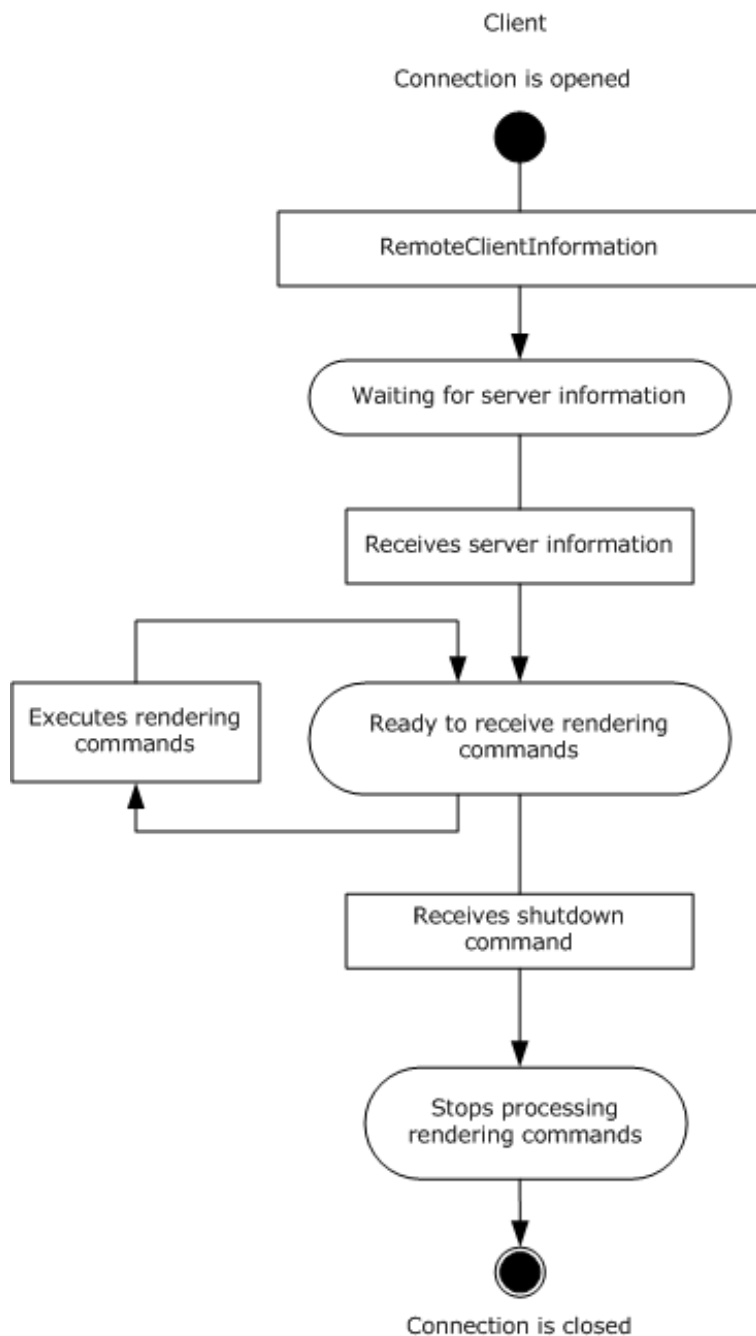 Client
Connection is opened
RemoteClientInformation
Waiting for server information
Receives server information
Executes rendering
commands
Ready to receive rendering
commands
Receives shutdown
command
Stops processing
rendering commands
Connection is closed